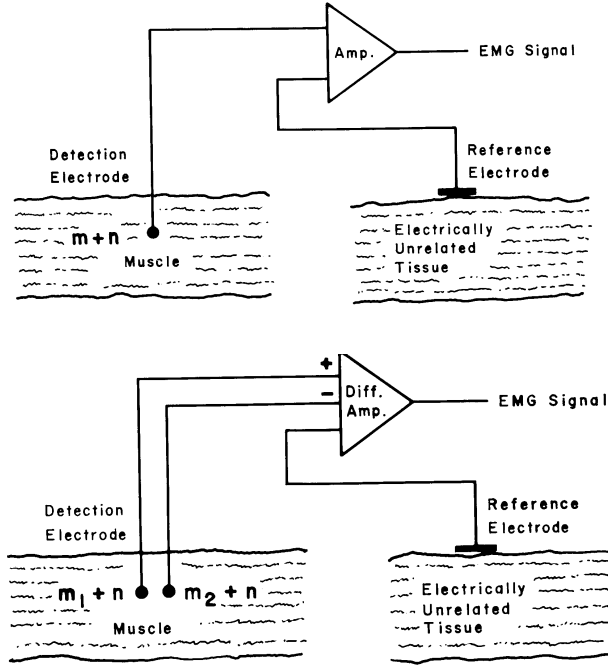 Amp.
EMG Signal
Detection
Electrode
Reference
Electrode
m+n
Muscle
Electrically
Unrelated
Tissue
+
−
Diff.
Amp.
EMG Signal
Detection
Electrode
Reference
Electrode
m₁+n
m₂+n
Muscle
Electrically
Unrelated
Tissue